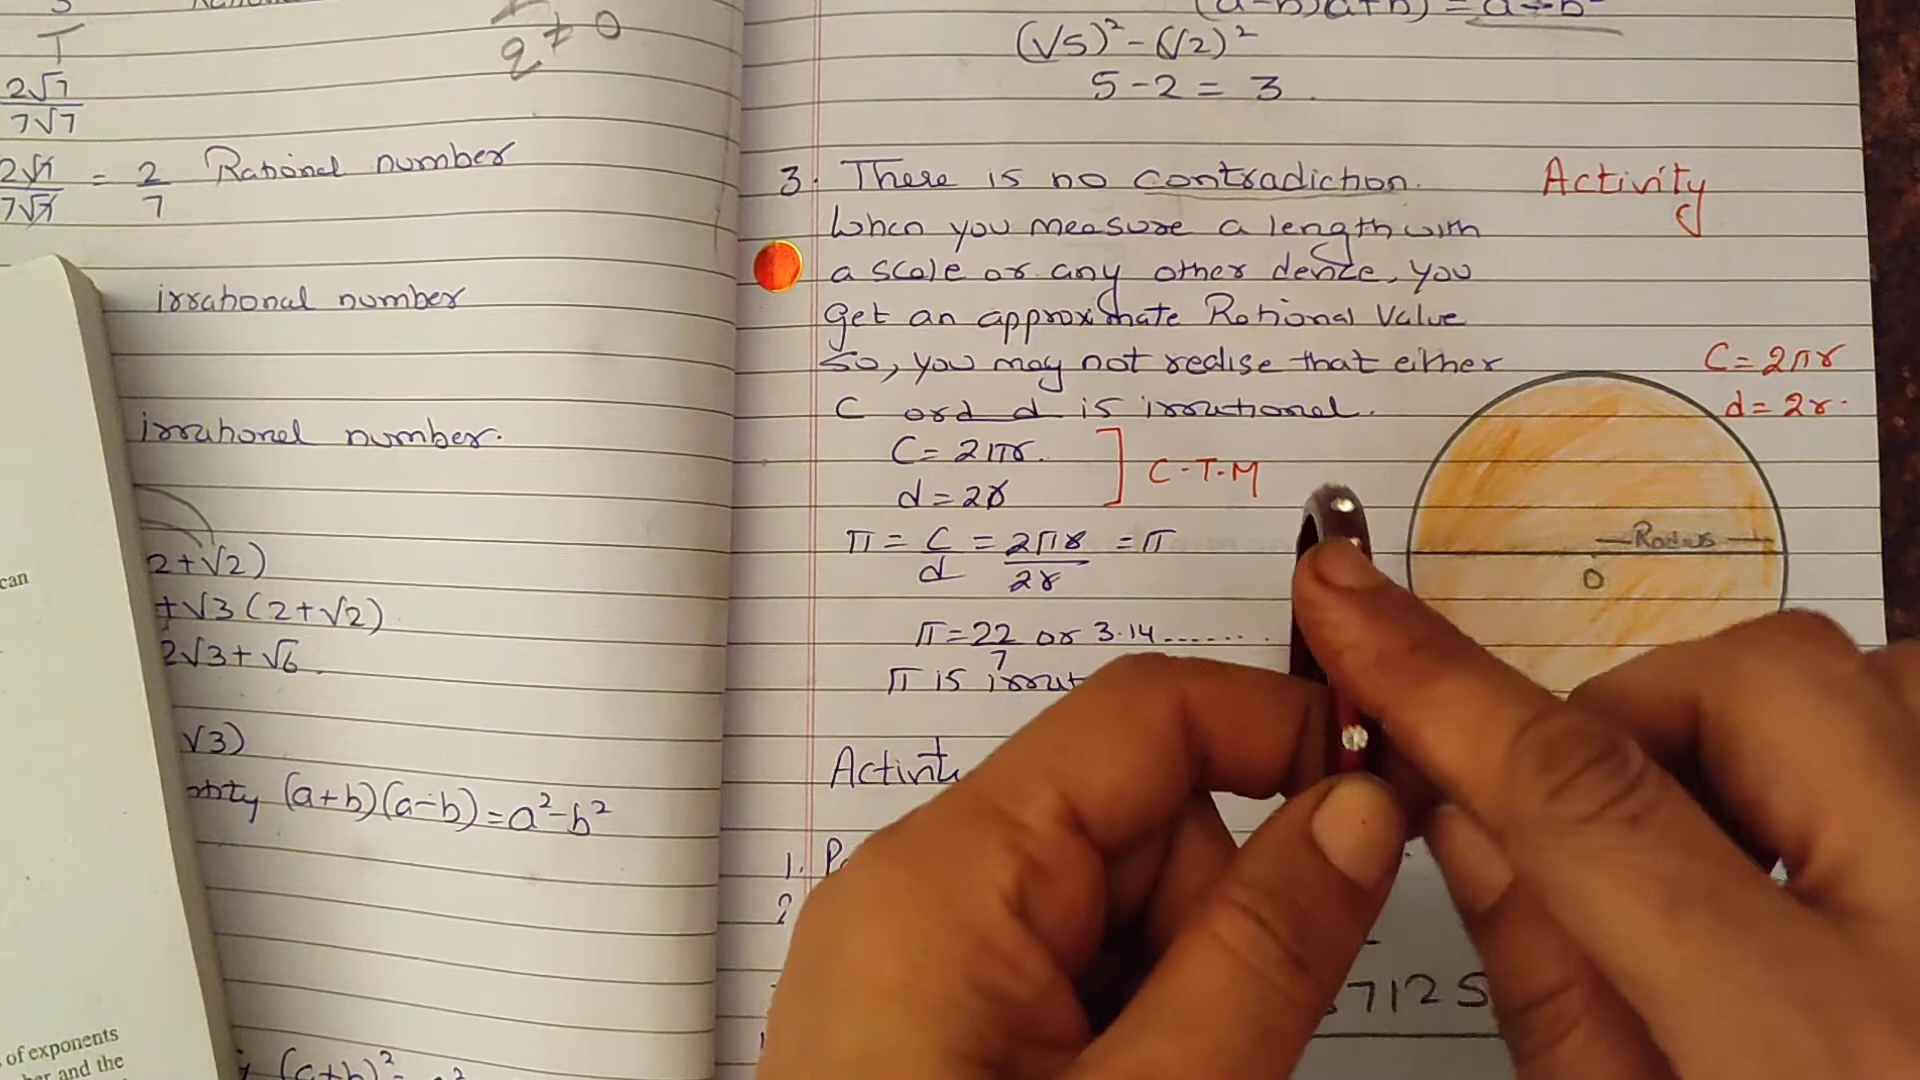 q ≠ 0
2√7
7√7
2√7 = 2 Rational number
7√7 7
irrational number
irrational number.
2+√2)
+√3(2+√2)
2√3+√6
√3)
(a+b)(a-b)=a²-b²
(a+b)²
can
of exponents
and the
(a-b)(a+b) = a²-b²
(√5)²-(√2)²
5-2 = 3
3. There is no contradiction. Activity
When you measure a length with
a scale or any other device, you
get an approximate Rational Value
So, you may not realise that either
C or d is irrational.
C = 2πr
d = 2r.
C = 2πr.
d = 2r
C.T.M
π = C = 2πr = π
d 2r
Radius
O
π = 22 or 3.14.......
7
π is
1.
2
7125